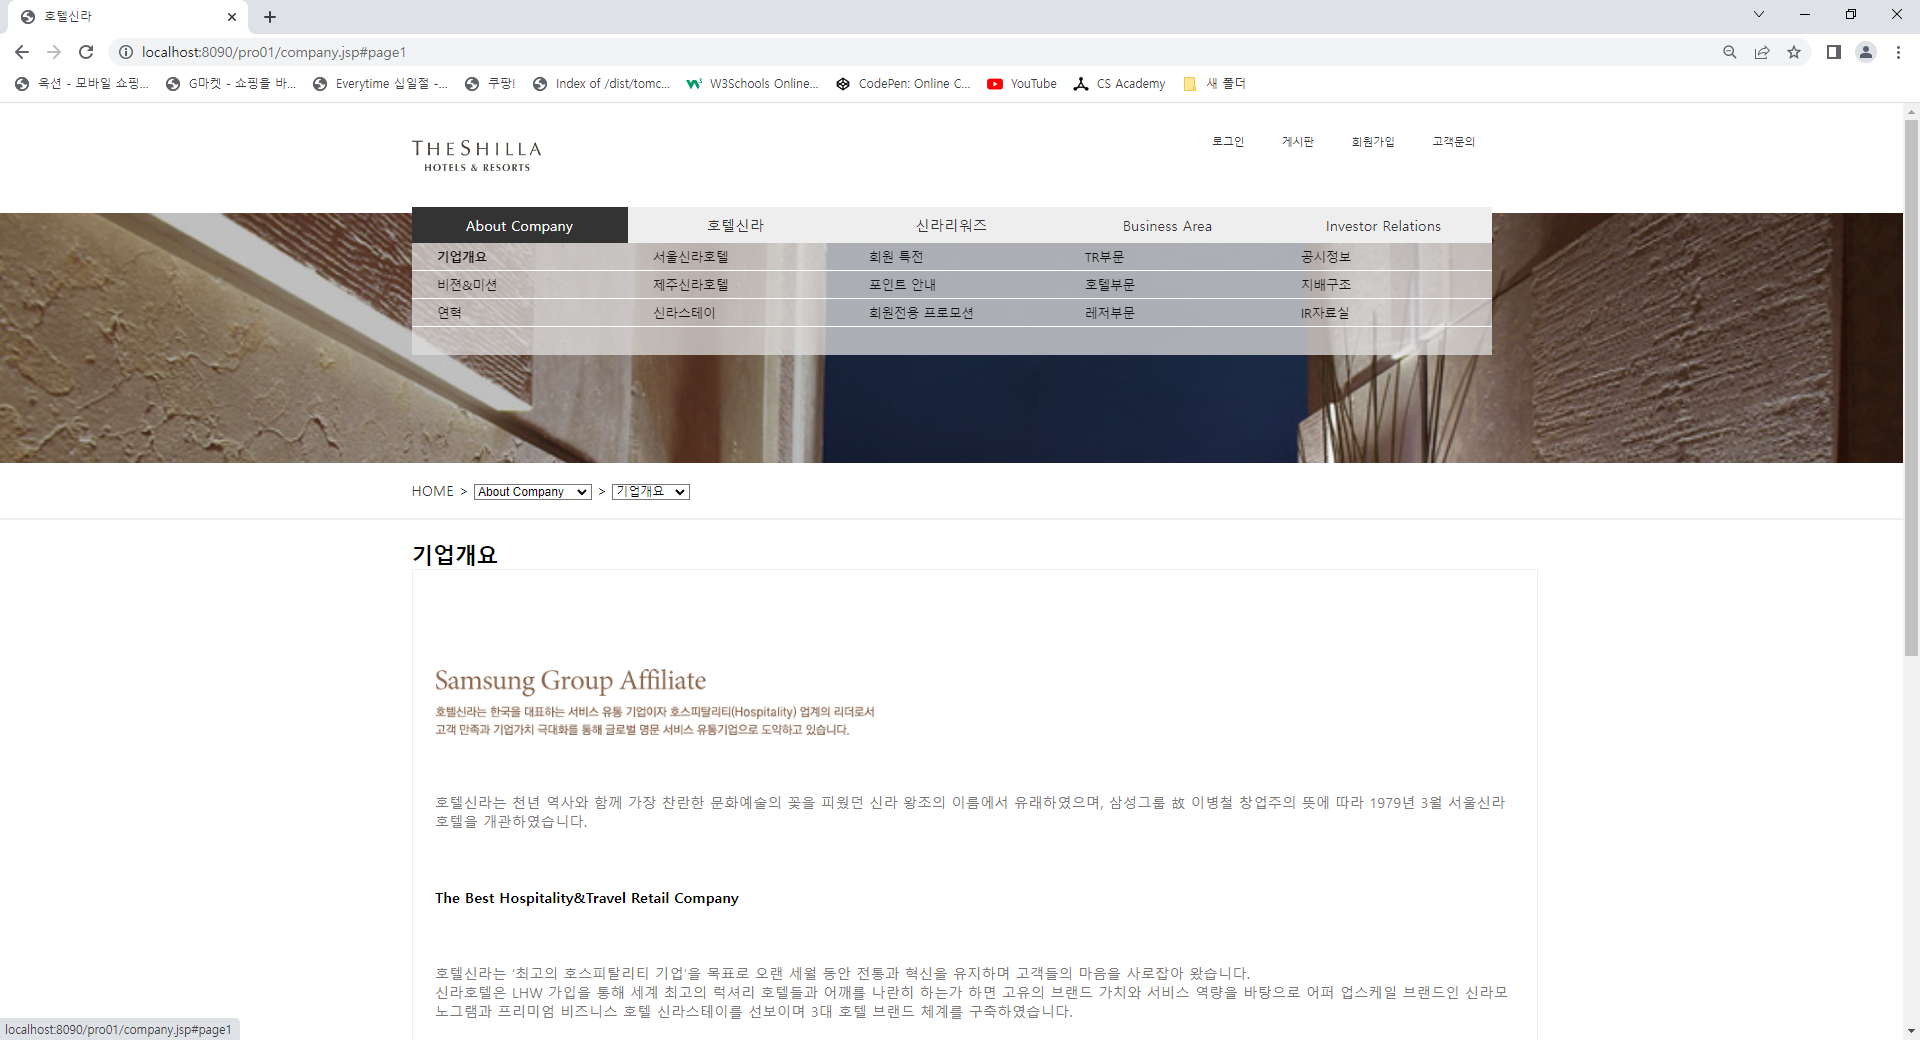 호텔신라
localhost:8090/pro01/company.jsp#page1
옥션 - 모바일 쇼핑... G마켓 - 쇼핑을 바... Everytime 십일절 -... 쿠팡! Index of /dist/tomc... W3Schools Online... CodePen: Online C... YouTube CS Academy 새 폴더
THE SHILLA
HOTELS & RESORTS
로그인 게시판 회원가입 고객문의
About Company 호텔신라 신라리워즈 Business Area Investor Relations
기업개요 서울신라호텔 회원 특전 TR부문 공시정보
비젼&미션 제주신라호텔 포인트 안내 호텔부문 지배구조
연혁 신라스테이 회원전용 프로모션 레저부문 IR자료실
HOME > About Company > 기업개요
기업개요
Samsung Group Affiliate
호텔신라는 한국을 대표하는 서비스 유통 기업이자 호스피탈리티(Hospitality) 업계의 리더로서
고객 만족과 기업가치 극대화를 통해 글로벌 명문 서비스 유통기업으로 도약하고 있습니다.
호텔신라는 천년 역사와 함께 가장 찬란한 문화예술의 꽃을 피웠던 신라 왕조의 이름에서 유래하였으며, 삼성그룹 故 이병철 창업주의 뜻에 따라 1979년 3월 서울신라
호텔을 개관하였습니다.
The Best Hospitality&Travel Retail Company
호텔신라는 '최고의 호스피탈리티 기업'을 목표로 오랜 세월 동안 전통과 혁신을 유지하며 고객들의 마음을 사로잡아 왔습니다.
신라호텔은 LHW 가입을 통해 세계 최고의 럭셔리 호텔들과 어깨를 나란히 하는가 하면 고유의 브랜드 가치와 서비스 역량을 바탕으로 어퍼 업스케일 브랜드인 신라모
노그램과 프리미엄 비즈니스 호텔 신라스테이를 선보이며 3대 호텔 브랜드 체계를 구축하였습니다.
localhost:8090/pro01/company.jsp#page1